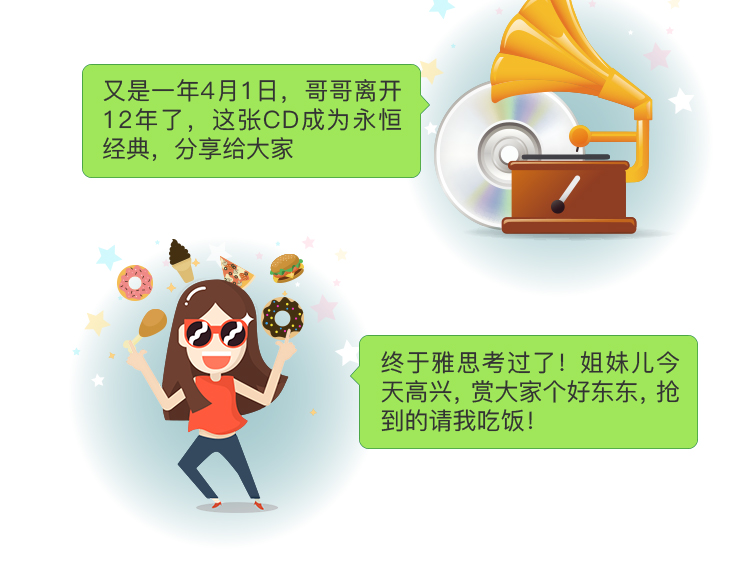 又是一年4月1日，哥哥离开
12年了，这张CD成为永恒
经典，分享给大家
终于雅思考过了！姐妹儿今
天高兴，赏大家个好东东，抢
到的请我吃饭！